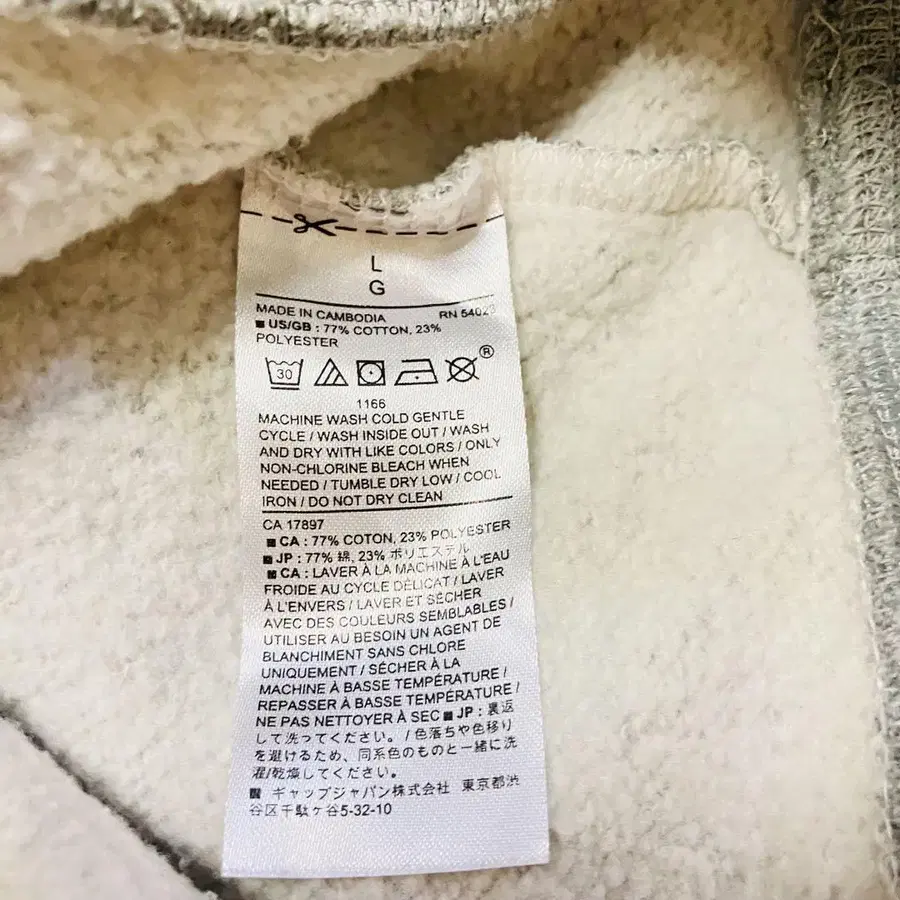 L
G
MADE IN CAMBODIA RN 54023
US/GB : 77% COTTON, 23%
POLYESTER
30 ®
1166
MACHINE WASH COLD GENTLE
CYCLE / WASH INSIDE OUT / WASH
AND DRY WITH LIKE COLORS / ONLY
NON-CHLORINE BLEACH WHEN
NEEDED / TUMBLE DRY LOW / COOL
IRON / DO NOT DRY CLEAN
CA 17897
CA : 77% COTON, 23% POLYESTER
JP : 77% 綿, 23% ポリエステル
CA : LAVER À LA MACHINE À L'EAU
FROIDE AU CYCLE DÉLICAT / LAVER
À L'ENVERS / LAVER ET SÉCHER
AVEC DES COULEURS SEMBLABLES /
UTILISER AU BESOIN UN AGENT DE
BLANCHIMENT SANS CHLORE
UNIQUEMENT / SÉCHER À LA
MACHINE À BASSE TEMPÉRATURE /
REPASSER À BASSE TEMPÉRATURE /
NE PAS NETTOYER À SEC JP : 裏返
して洗ってください。/ 色落ちや色移り
を避けるため、同系色のものと一緒に洗
濯/乾燥してください。
ギャップジャパン株式会社 東京都渋
谷区千駄ヶ谷5-32-10